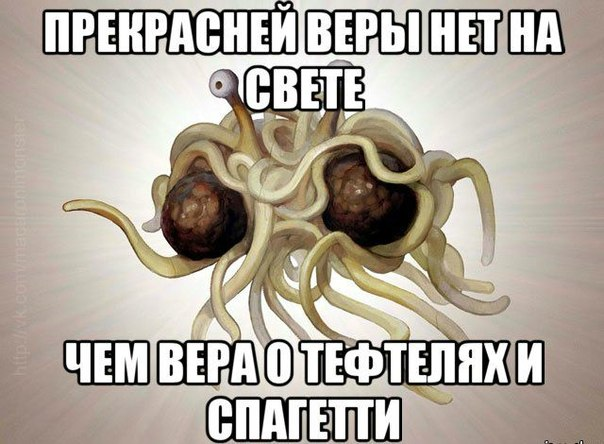 ПРЕКРАСНЕЙ ВЕРЫ НЕТ НА
СВЕТЕ
ЧЕМ ВЕРА О ТЕФТЕЛЯХ И
СПАГЕТТИ